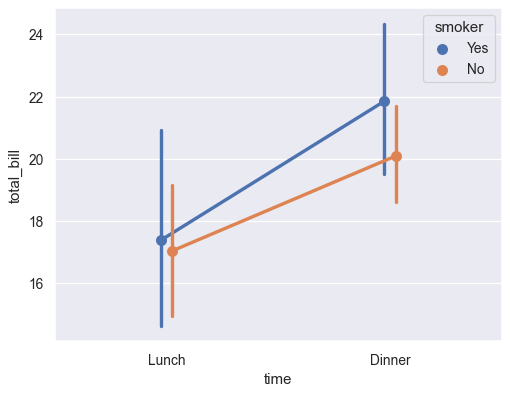 smoker
Yes
No
24
22
20
18
16
total_bill
Lunch
Dinner
time